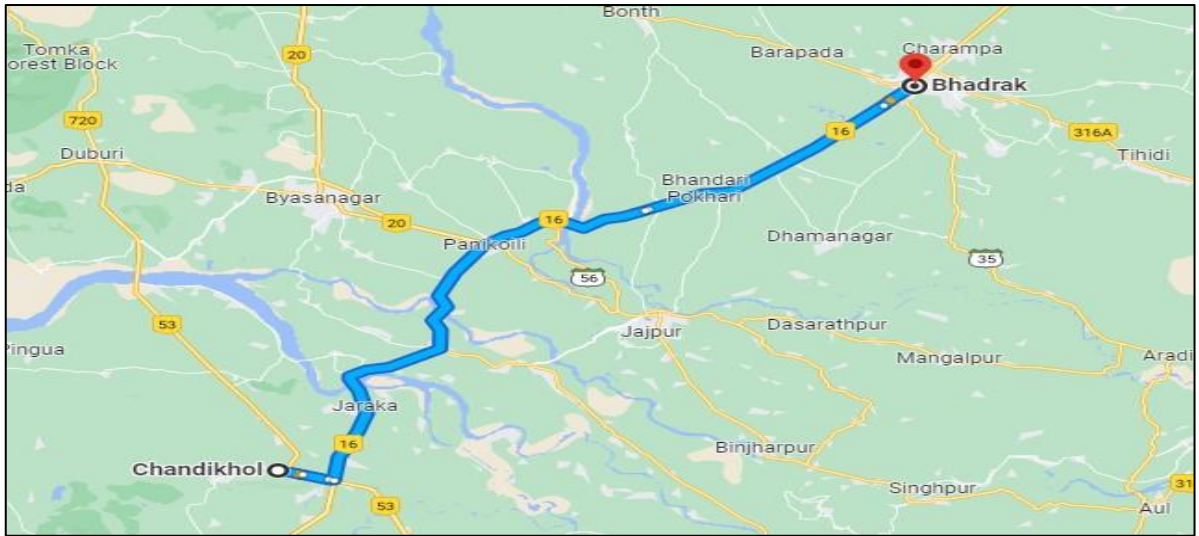 Bonth
Tomka
orest Block
20
Barapada
Charampa
Bhadrak
720
16
316A
Duburi
Tihidi
da
Bhandari
Pokhari
Byasanagar
16
20
Panikoili
Dhamanagar
35
56
53
Jajpur
Dasarathpur
Pingua
Mangalpur
Aradi
Jaraka
16
Binjharpur
Chandikhol
Singhpur
31
53
Aul